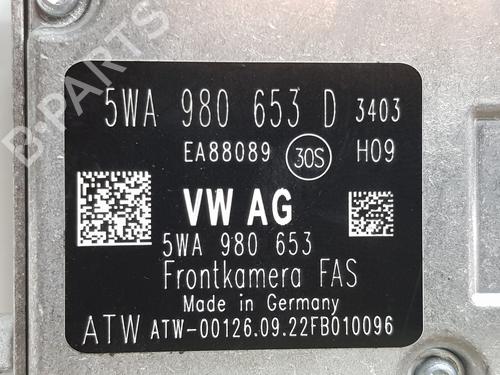 5WA 980 653 D 3403
EA88089 30S H09
VW AG
5WA 980 653
Frontkamera FAS
Made in Germany
ATW ATW-00126.09.22FB010096
B-PARTS